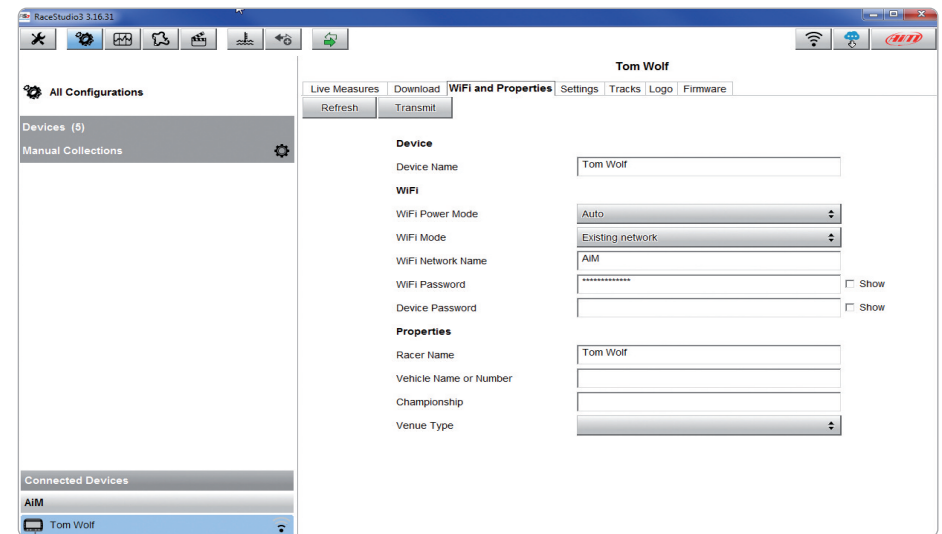 RaceStudio3 3.16.31
AiM
Tom Wolf
All Configurations
Live Measures Download WiFi and Properties Settings Tracks Logo Firmware
Refresh Transmit
Devices (5)
Manual Collections
Device
Device Name Tom Wolf
WiFi
WiFi Power Mode Auto
WiFi Mode Existing network
WiFi Network Name AiM
WiFi Password ************* Show
Device Password Show
Properties
Racer Name Tom Wolf
Vehicle Name or Number
Championship
Venue Type
Connected Devices
AiM
Tom Wolf